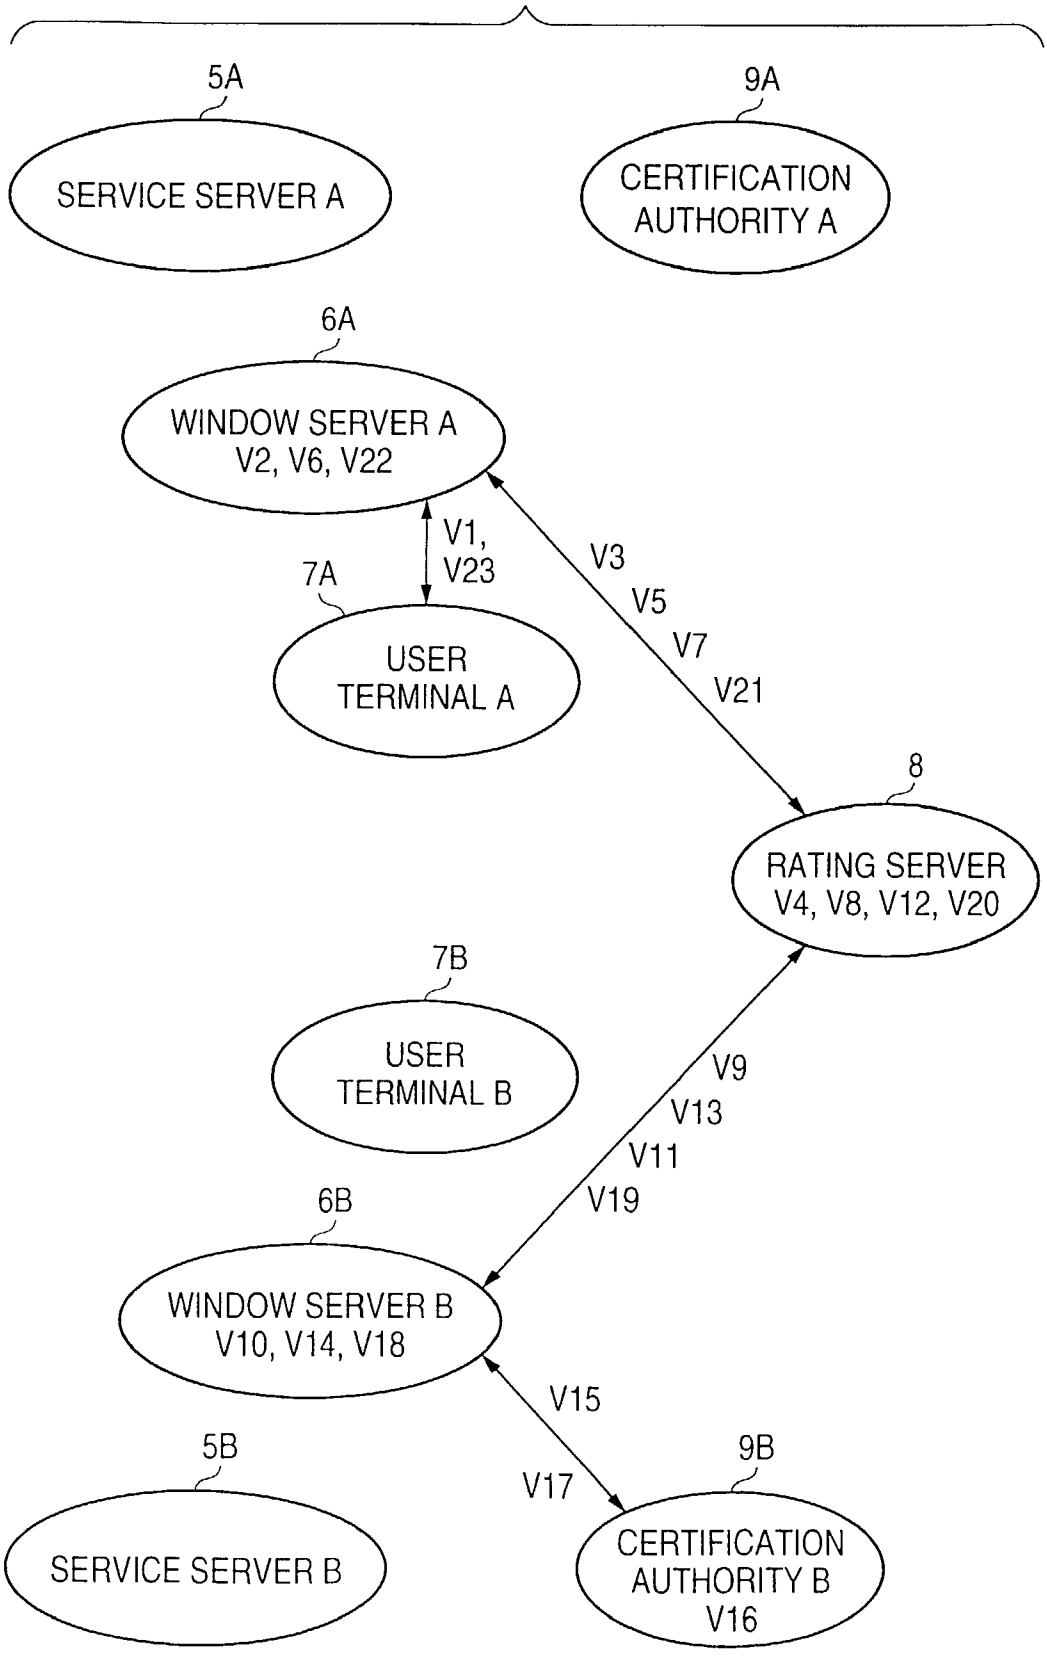 5A
9A
SERVICE SERVER A
CERTIFICATION
AUTHORITY A
6A
WINDOW SERVER A
V2, V6, V22
V1,
V23
V3
V5
V7
V21
7A
USER
TERMINAL A
8
RATING SERVER
V4, V8, V12, V20
7B
USER
TERMINAL B
V9
V13
V11
V19
6B
WINDOW SERVER B
V10, V14, V18
V15
V17
5B
9B
SERVICE SERVER B
CERTIFICATION
AUTHORITY B
V16